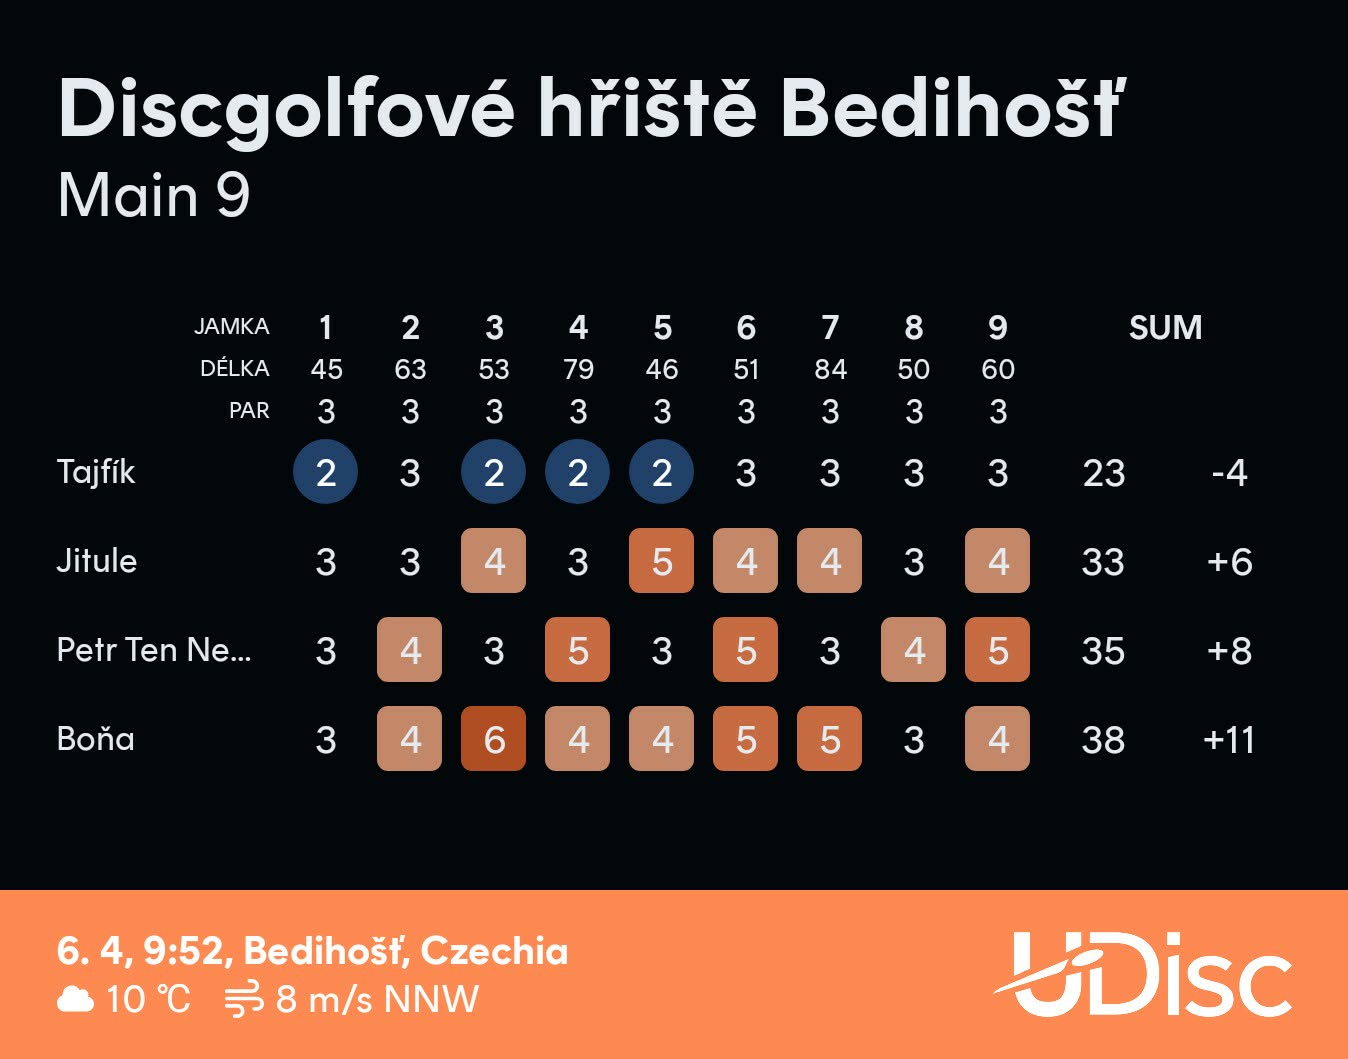 Discgolfové hřiště Bedihošť
Main 9
JAMKA 1 2 3 4 5 6 7 8 9 SUM
DÉLKA 45 63 53 79 46 51 84 50 60
PAR 3 3 3 3 3 3 3 3 3
Tajfík 2 3 2 2 2 3 3 3 3 23 -4
Jitule 3 3 4 3 5 4 4 3 4 33 +6
Petr Ten Ne... 3 4 3 5 3 5 3 4 5 35 +8
Boňa 3 4 6 4 4 5 5 3 4 38 +11
6. 4, 9:52, Bedihošť, Czechia
10 °C 8 m/s NNW
UDisc